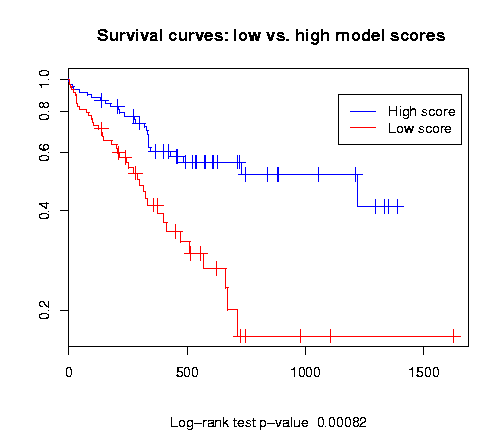 Survival curves: low vs. high model scores
1.0
0.8
0.6
0.4
0.2
High score
Low score
0
500
1000
1500
Log-rank test p-value 0.00082